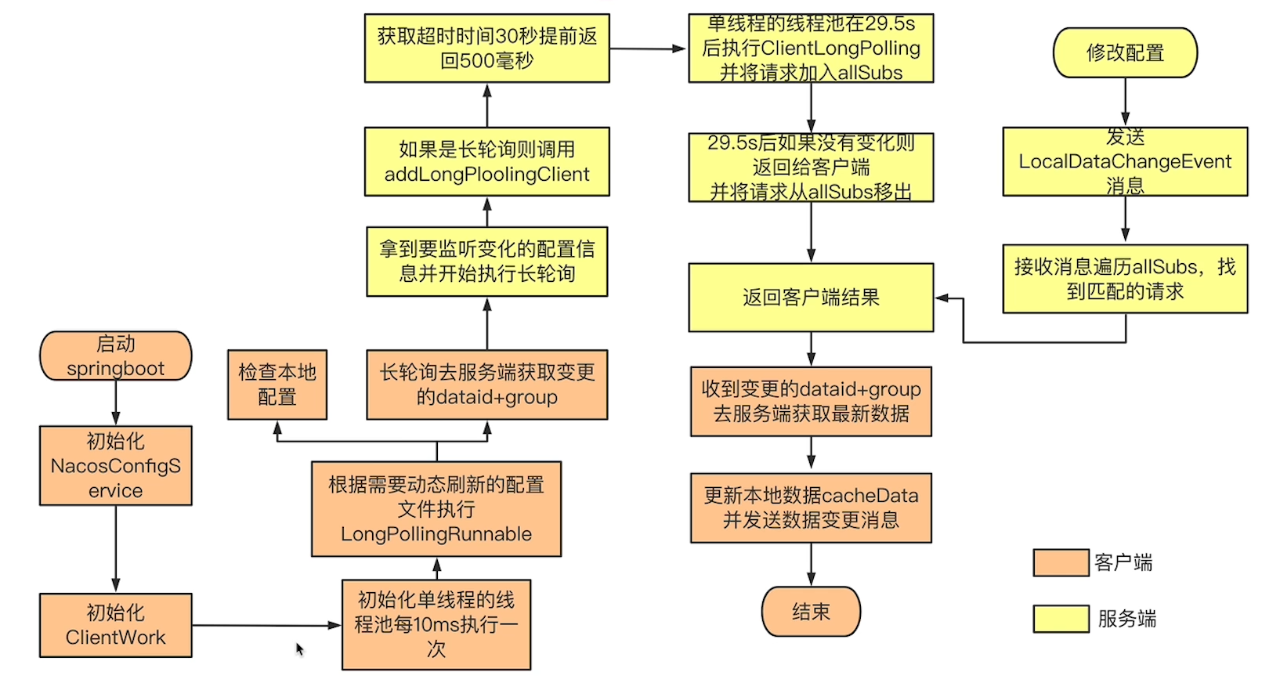 启动
springboot
初始化
NacosConfigS
ervice
初始化
ClientWork
初始化单线程的线
程池每10ms执行一
次
根据需要动态刷新的配置
文件执行
LongPollingRunnable
检查本地
配置
长轮询去服务端获取变更
的dataid+group
拿到要监听变化的配置信
息并开始执行长轮询
如果是长轮询则调用
addLongPloolingClient
获取超时时间30秒提前返
回500毫秒
单线程的线程池在29.5s
后执行ClientLongPolling
并将请求加入allSubs
29.5s后如果没有变化则
返回给客户端
并将请求从allSubs移出
返回客户端结果
收到变更的dataid+group
去服务端获取最新数据
更新本地数据cacheData
并发送数据变更消息
结束
修改配置
发送
LocalDataChangeEvent
消息
接收消息遍历allSubs，找
到匹配的请求
客户端
服务端